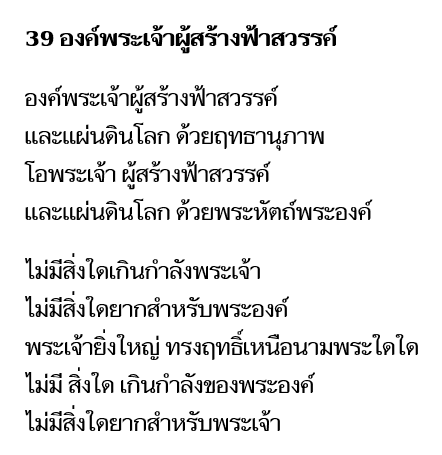 39 องค์พระเจ้าผู้สร้างฟ้าสวรรค์
องค์พระเจ้าผู้สร้างฟ้าสวรรค์
และแผ่นดินโลก ด้วยฤทธานุภาพ
โอพระเจ้า ผู้สร้างฟ้าสวรรค์
และแผ่นดินโลก ด้วยพระหัตถ์พระองค์
ไม่มีสิ่งใดเกินกำลังพระเจ้า
ไม่มีสิ่งใดยากสำหรับพระองค์
พระเจ้ายิ่งใหญ่ ทรงฤทธิ์เหนือนามพระใดใด
ไม่มี สิ่งใด เกินกำลังของพระองค์
ไม่มีสิ่งใดยากสำหรับพระเจ้า